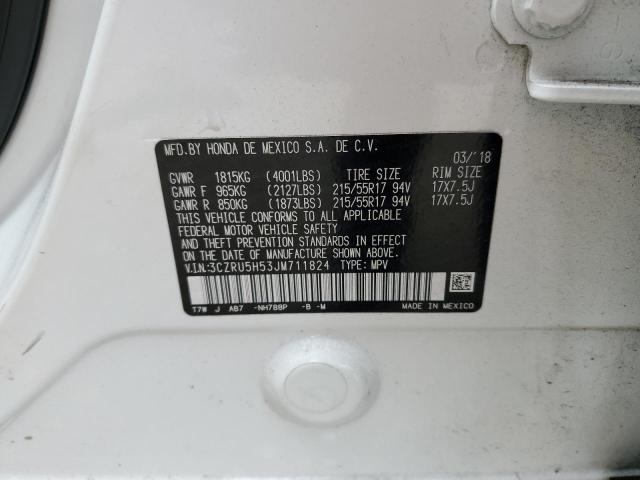 MFD.BY HONDA DE MEXICO S.A. DE C.V.
03/'18
GVWR 1815KG (4001LBS) TIRE SIZE RIM SIZE
GAWR F 965KG (2127LBS) 215/55R17 94V 17X7.5J
GAWR R 850KG (1873LBS) 215/55R17 94V 17X7.5J
THIS VEHICLE CONFORMS TO ALL APPLICABLE
FEDERAL MOTOR VEHICLE SAFETY
AND THEFT PREVENTION STANDARDS IN EFFECT
ON THE DATE OF MANUFACTURE SHOWN ABOVE.
V.I.N.:3CZRU5H53JM711824 TYPE: MPV
T7W J AB7 -NH788P -B -M MADE IN MEXICO